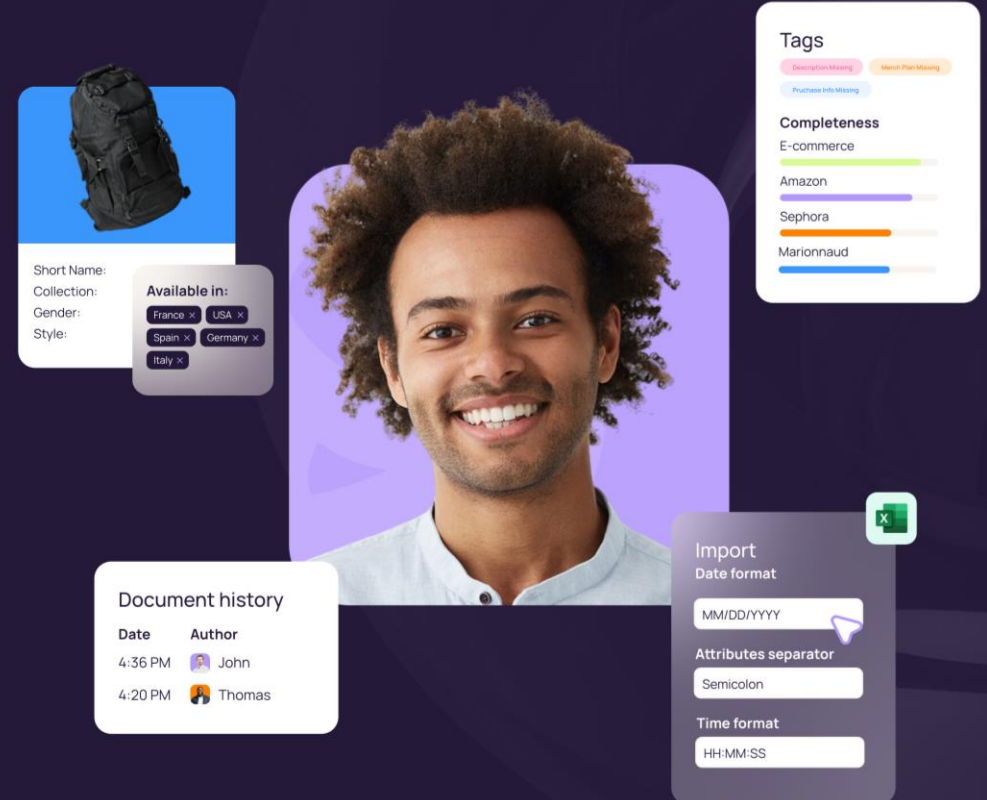 Short Name:
Collection:
Gender:
Style:
Available in:
France × USA ×
Spain × Germany ×
Italy ×
Tags
Description Missing Merch Plan Missing
Pruchase Info Missing
Completeness
E-commerce
Amazon
Sephora
Marionnaud
Document history
Date Author
4:36 PM John
4:20 PM Thomas
X
Import
Date format
MM/DD/YYYY
Attributes separator
Semicolon
Time format
HH:MM:SS